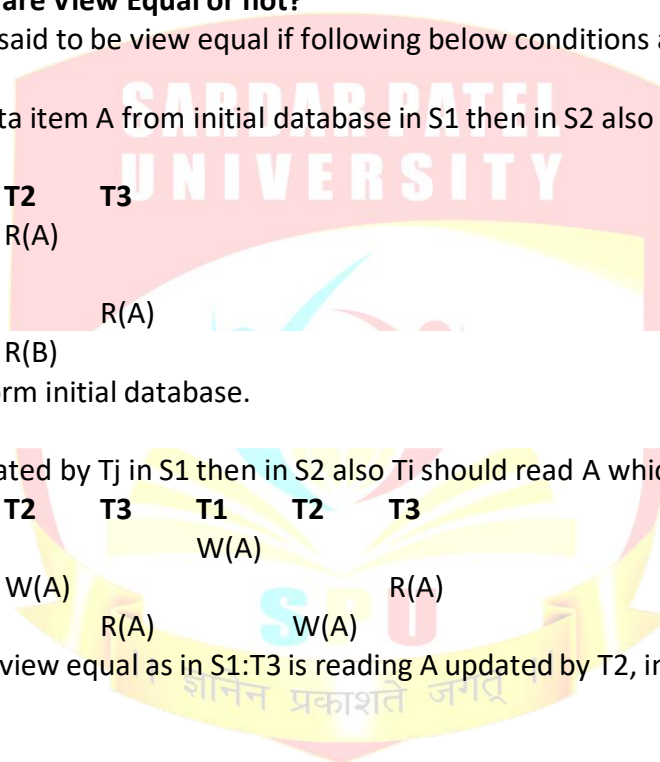 are View Equal or not?
said to be view equal if following below conditions a
SARDAR PATEL
ta item A from initial database in S1 then in S2 also
UNIVERSITY
T2 T3
R(A)
R(A)
R(B)
rm initial database.
ated by Tj in S1 then in S2 also Ti should read A whic
T2 T3 T1 T2 T3
W(A)
W(A) R(A)
R(A) W(A)
SPU
view equal as in S1:T3 is reading A updated by T2, in
ज्ञानेन प्रकाशते जगत्